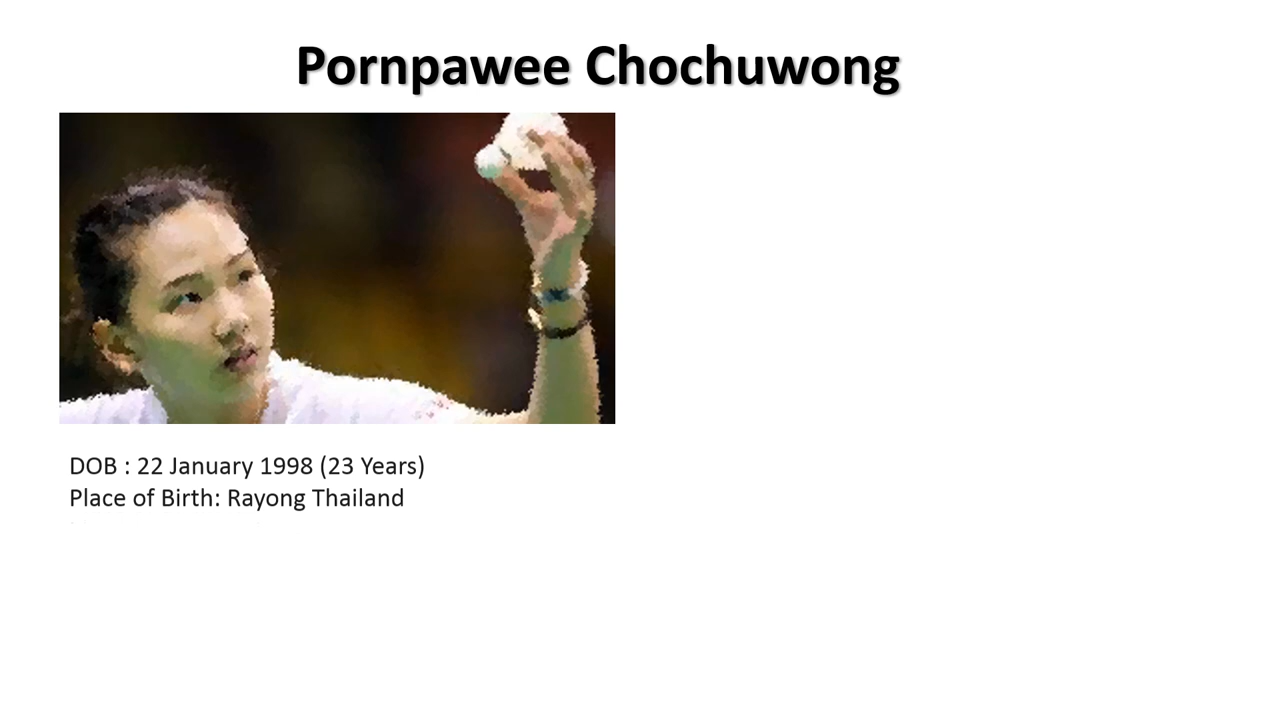 Pornpawee Chochuwong
DOB : 22 January 1998 (23 Years)
Place of Birth: Rayong Thailand